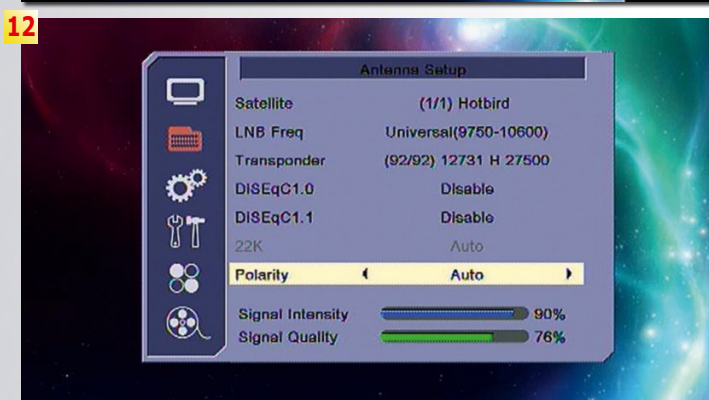 12
Antenna Setup
Satellite (1/1) Hotbird
LNB Freq Universal(9750-10600)
Transponder (92/92) 12731 H 27500
DISEqC1.0 Disable
DISEqC1.1 Disable
22K Auto
Polarity Auto
Signal Intensity 90%
Signal Quality 76%